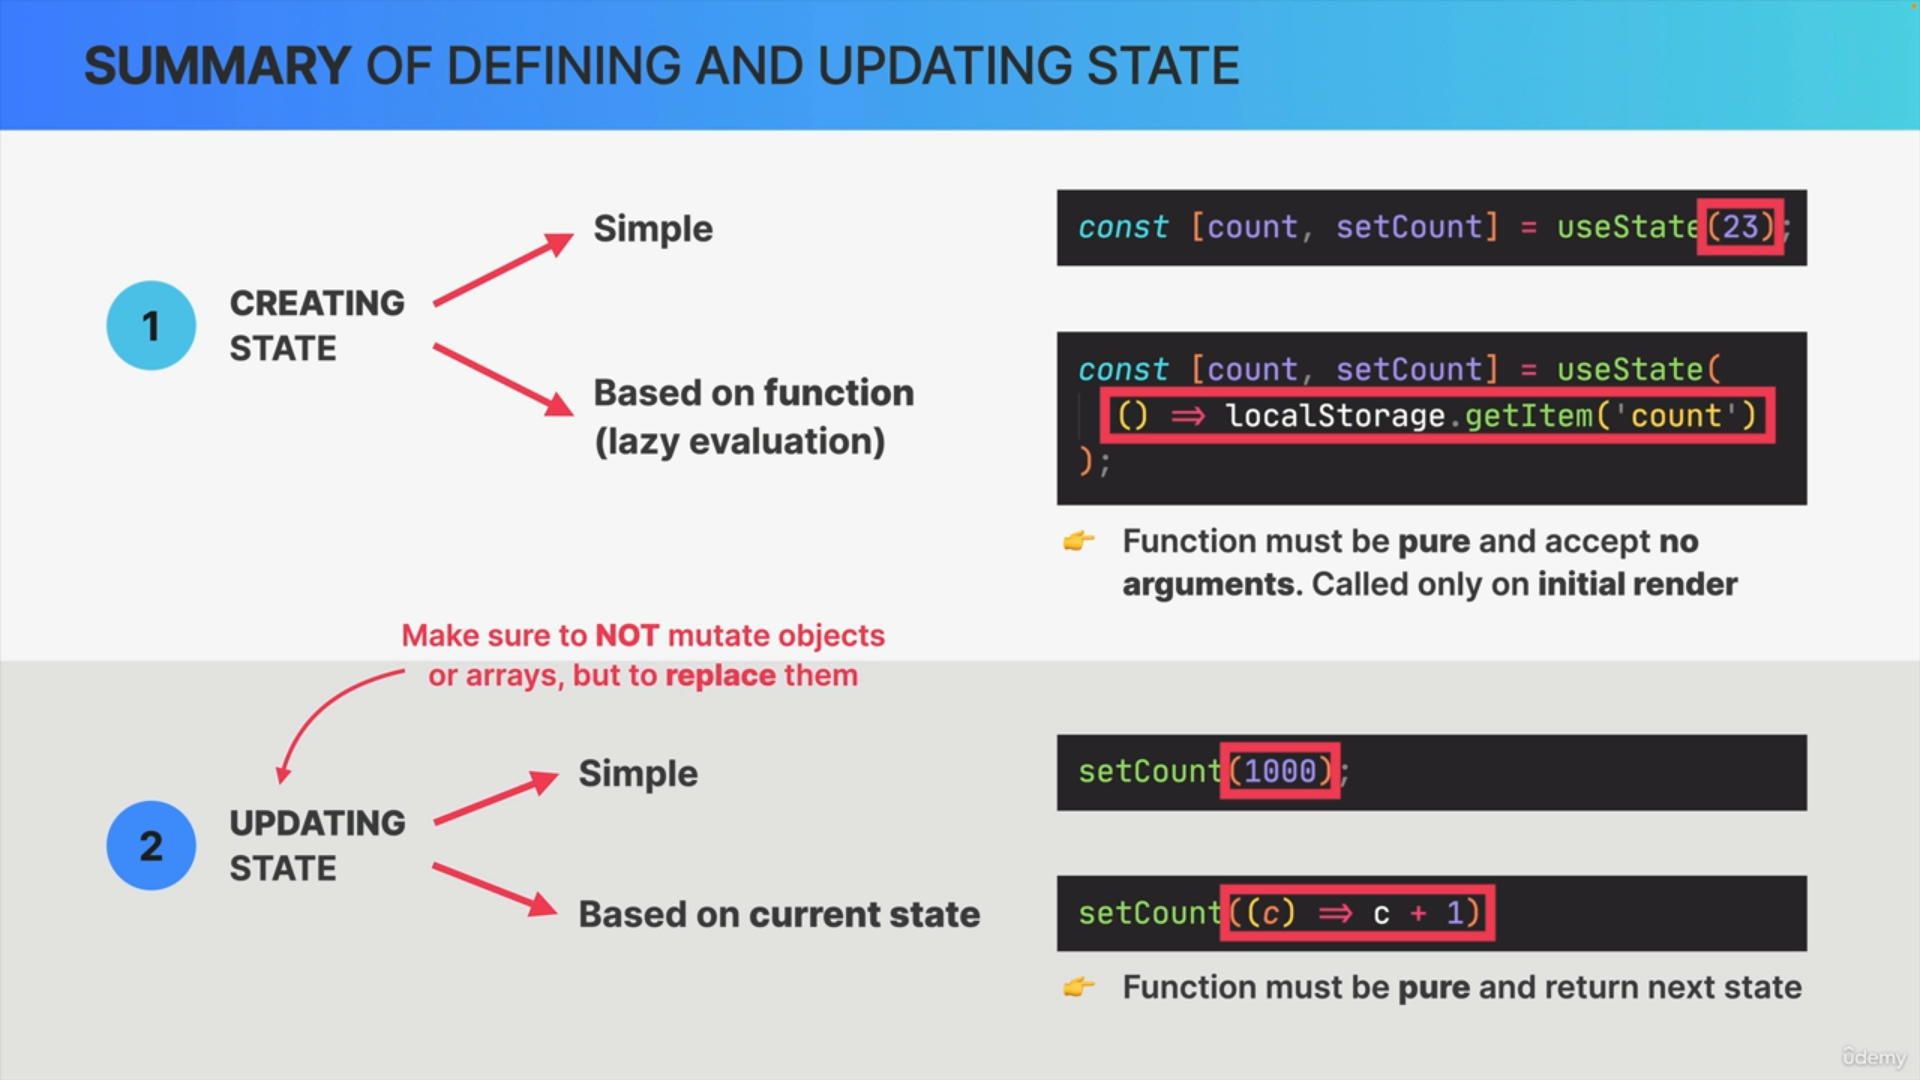 SUMMARY OF DEFINING AND UPDATING STATE
1
CREATING
STATE
Simple
const [count, setCount] = useState(23);
Based on function
(lazy evaluation)
const [count, setCount] = useState(
() => localStorage.getItem('count')
);
👉 Function must be pure and accept no
arguments. Called only on initial render
Make sure to NOT mutate objects
or arrays, but to replace them
2
UPDATING
STATE
Simple
setCount(1000);
Based on current state
setCount((c) => c + 1)
👉 Function must be pure and return next state
ûdemy